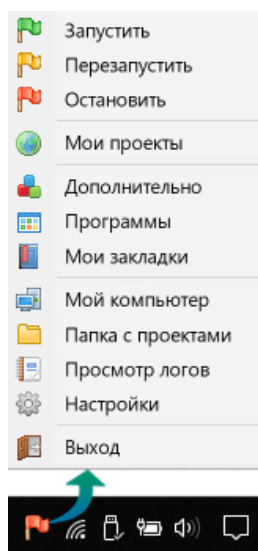 Запустить
Перезапустить
Остановить
Мои проекты
Дополнительно
Программы
Мои закладки
Мой компьютер
Папка с проектами
Просмотр логов
Настройки
Выход